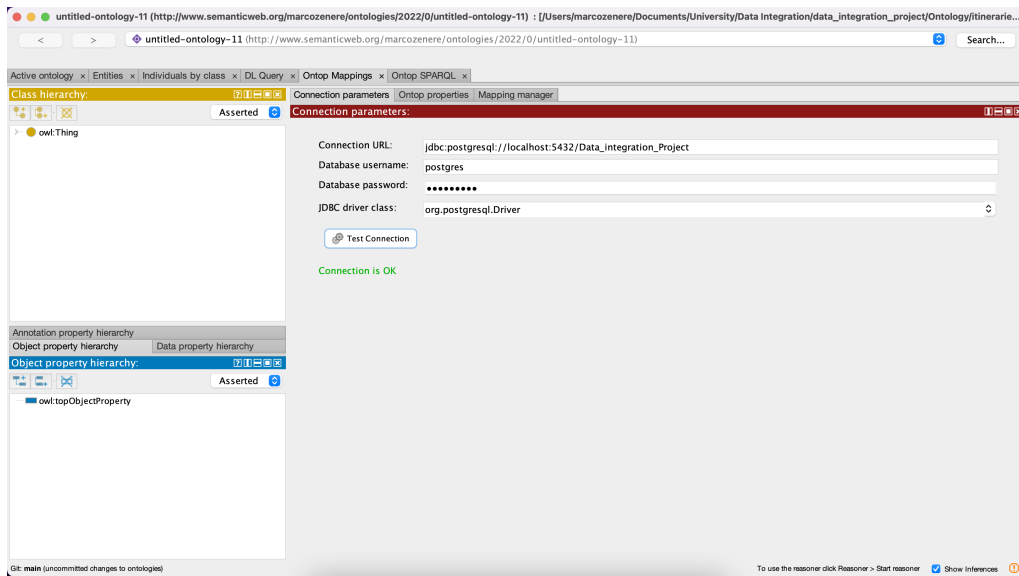 untitled-ontology-11 (http://www.semanticweb.org/marcozenere/ontologies/2022/0/untitled-ontology-11) : [/Users/marcozenere/Documents/University/Data Integration/data_integration_project/Ontology/itinerarie...
< > untitled-ontology-11 (http://www.semanticweb.org/marcozenere/ontologies/2022/0/untitled-ontology-11) Search...
Active ontology × Entities × Individuals by class × DL Query × Ontop Mappings × Ontop SPARQL ×
Class hierarchy:
Asserted
owl:Thing
Annotation property hierarchy
Object property hierarchy Data property hierarchy
Object property hierarchy:
Asserted
owl:topObjectProperty
Connection parameters Ontop properties Mapping manager
Connection parameters:
Connection URL: jdbc:postgresql://localhost:5432/Data_integration_Project
Database username: postgres
Database password: •••••••••
JDBC driver class: org.postgresql.Driver
Test Connection
Connection is OK
Git: main (uncommitted changes to ontologies) To use the reasoner click Reasoner > Start reasoner Show Inferences